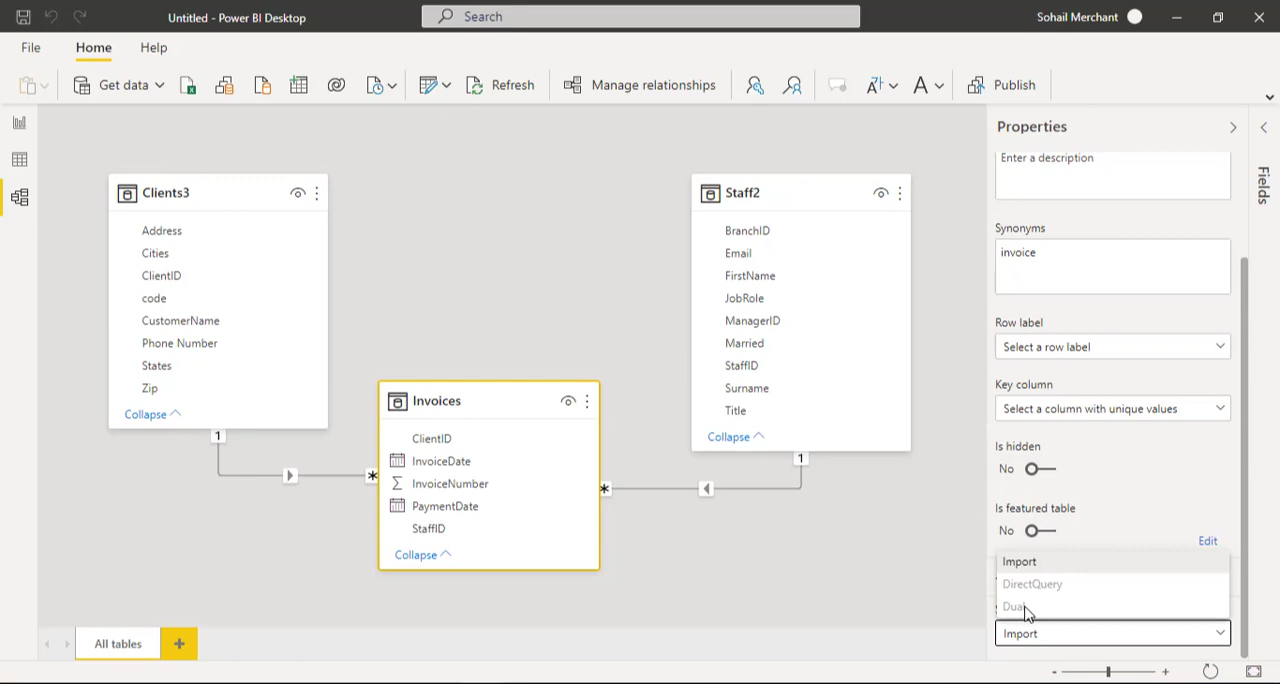 Untitled - Power BI Desktop
Search
Sohail Merchant
File
Home
Help
Get data
Refresh
Manage relationships
Publish
Clients3
Address
Cities
ClientID
code
CustomerName
Phone Number
States
Zip
Collapse
1
*
Invoices
ClientID
InvoiceDate
InvoiceNumber
PaymentDate
StaffID
Collapse
Staff2
BranchID
Email
FirstName
JobRole
ManagerID
Married
StaffID
Surname
Title
Collapse
1
*
Properties
Enter a description
Synonyms
invoice
Row label
Select a row label
Key column
Select a column with unique values
Is hidden
No
Is featured table
No
Edit
Import
DirectQuery
Dual
Import
Fields
All tables
+
- +